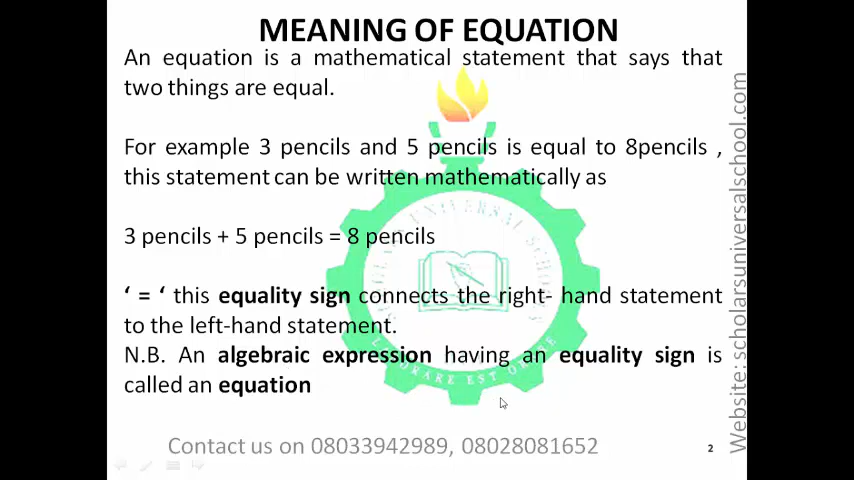 MEANING OF EQUATION
An equation is a mathematical statement that says that
two things are equal.
For example 3 pencils and 5 pencils is equal to 8pencils ,
this statement can be written mathematically as
3 pencils + 5 pencils = 8 pencils
‘ = ‘ this equality sign connects the right- hand statement
to the left-hand statement.
N.B. An algebraic expression having an equality sign is
called an equation
LABORARE EST ORARE
Contact us on 08033942989, 08028081652
2
Website: scholarsuniversalschool.com